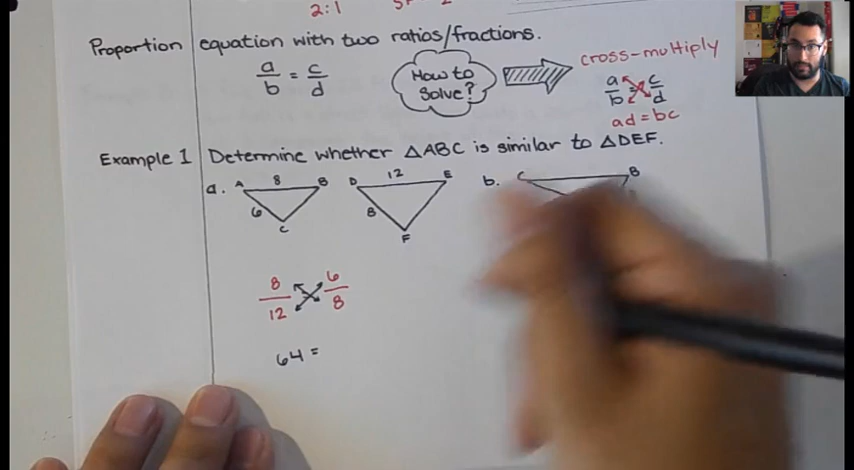 2:1
Proportion equation with two ratios/fractions.
a/b = c/d
How to Solve?
cross-multiply
a/b = c/d
ad = bc
Example 1 Determine whether △ABC is similar to △DEF.
a. A 8 B 6 C
D 12 E 8 F
b. C B
8/12 6/8
64 =